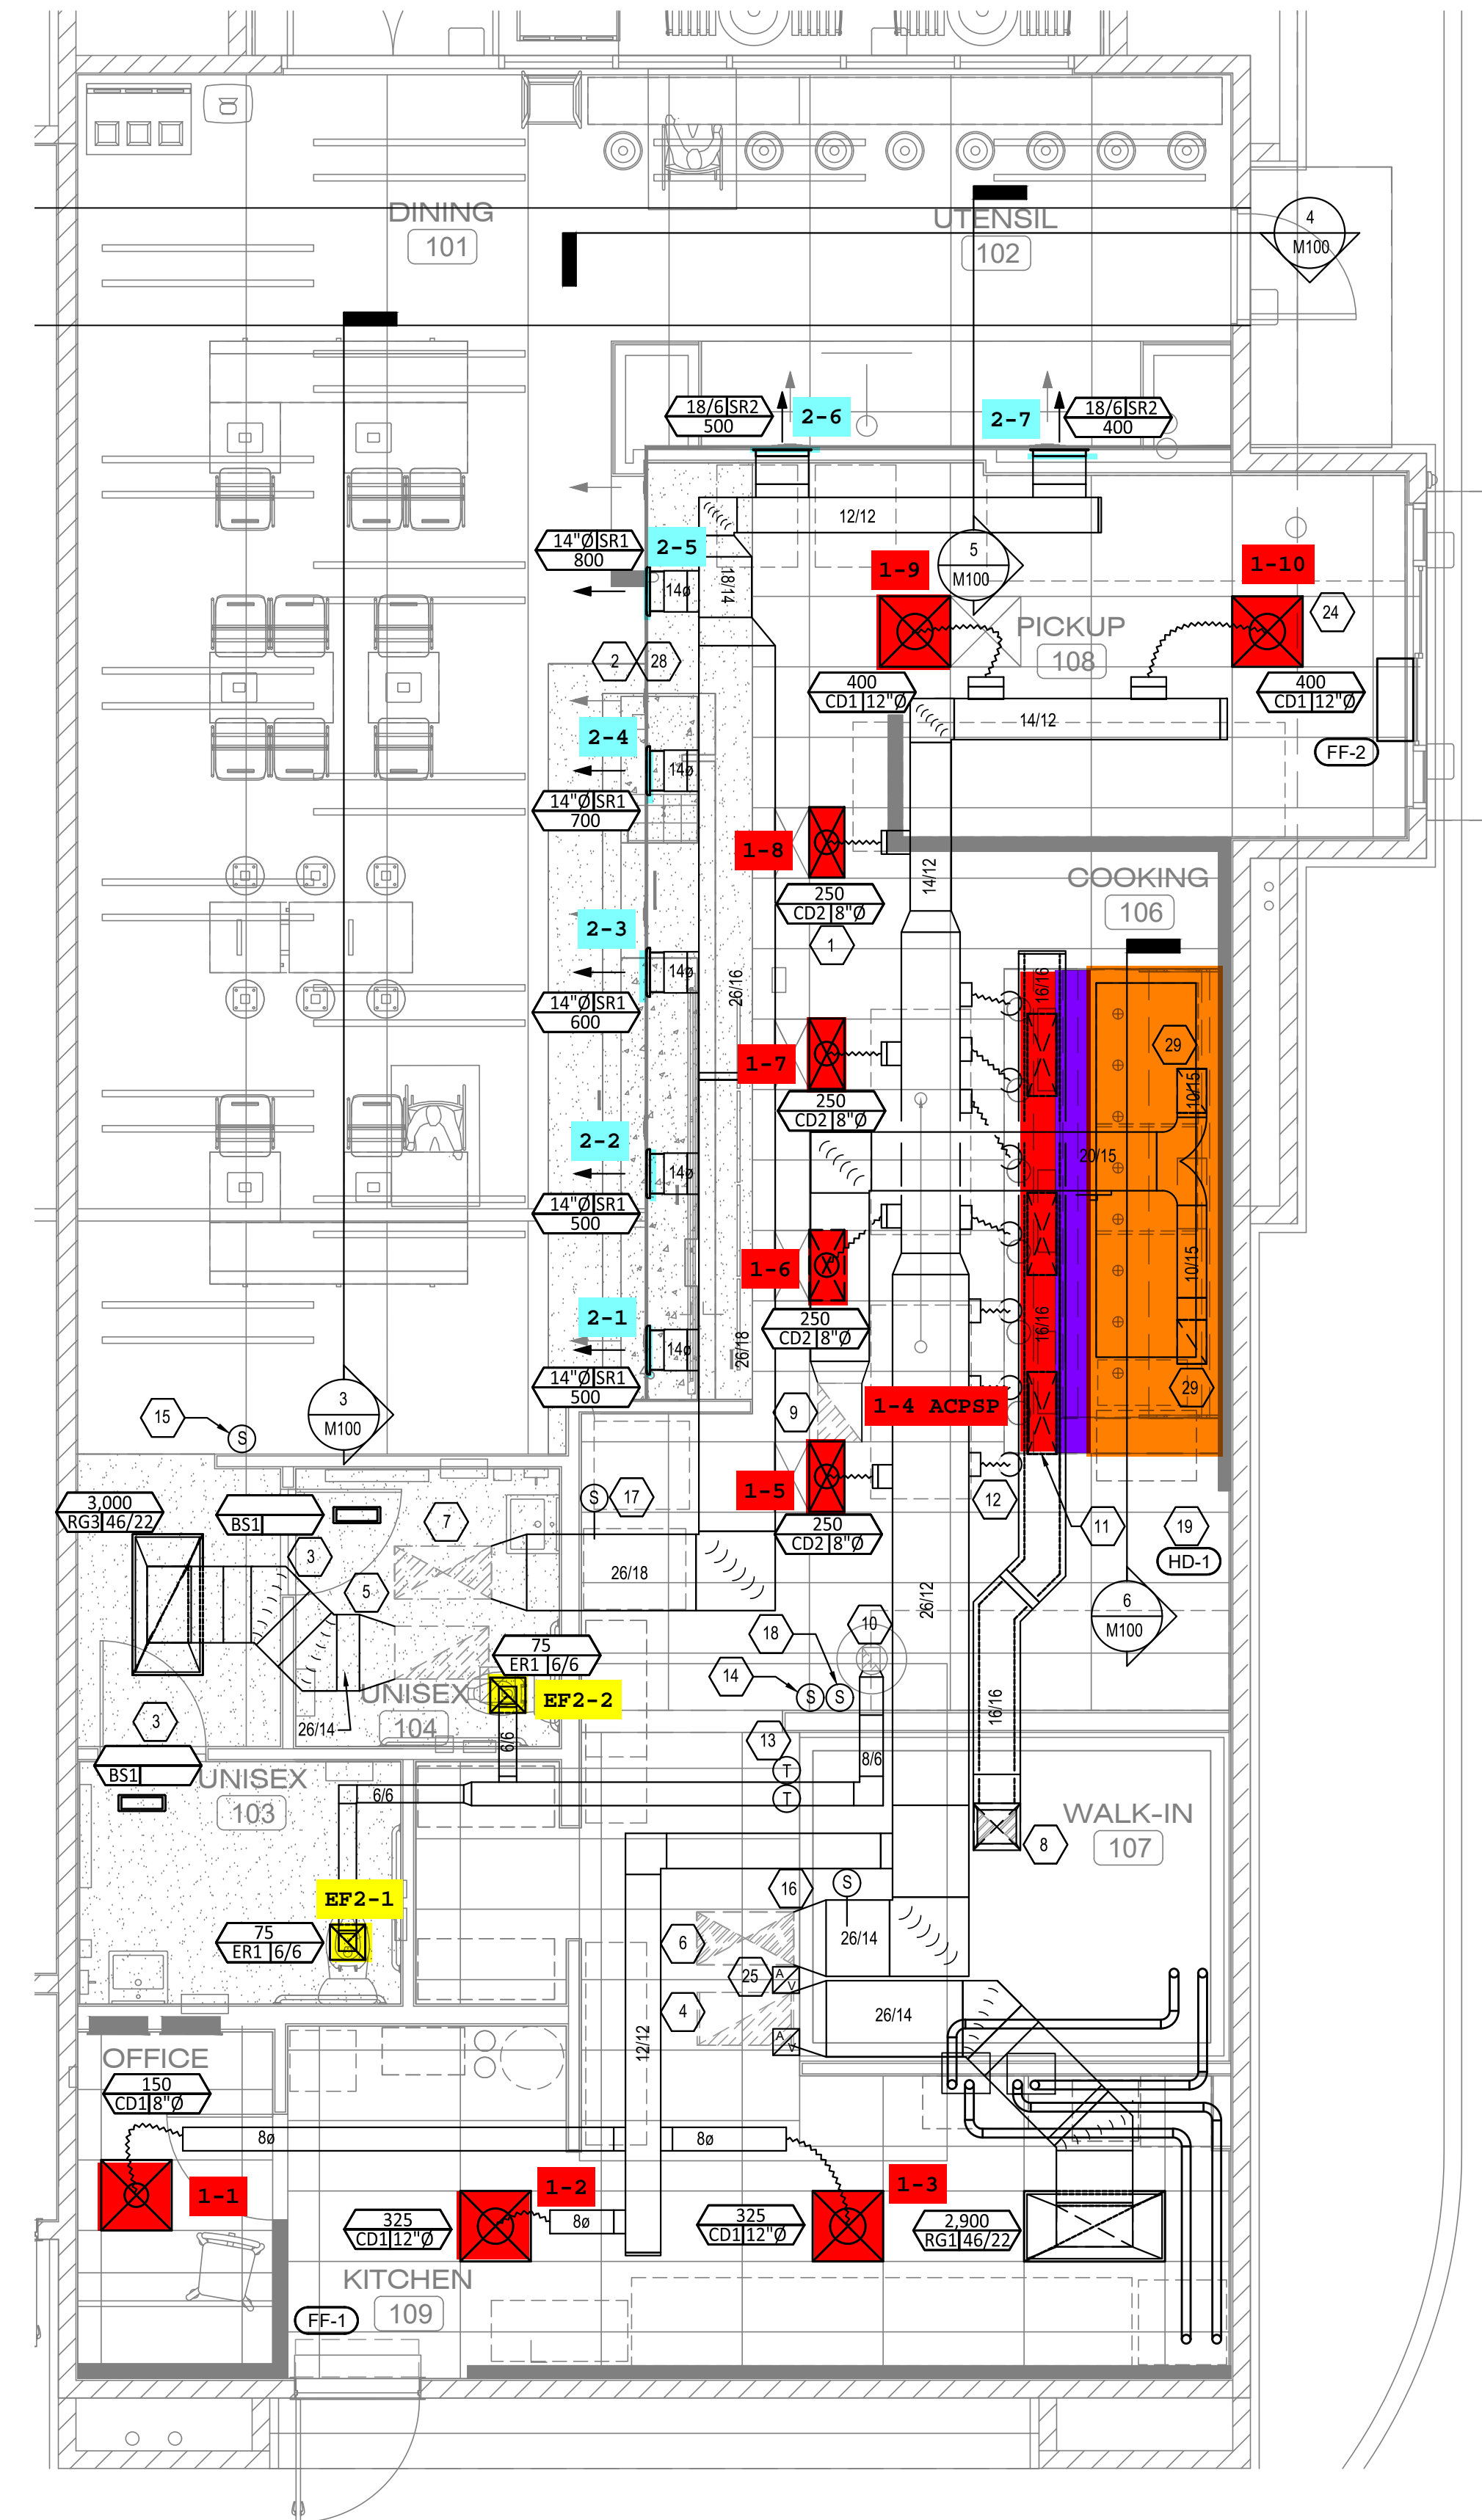 DINING
101
UTENSIL
102
4
M100
18/6 SR2
500
2-6
2-7
18/6 SR2
400
12/12
14"Ø SR1
800
2-5
14ø
18/14
1-9
5
M100
1-10
24
PICKUP
108
2
28
400
CD1 12"Ø
400
CD1 12"Ø
14/12
FF-2
2-4
14ø
14"Ø SR1
700
1-8
14/12
COOKING
106
250
CD2 8"Ø
1
2-3
14ø
14"Ø SR1
600
26/16
16/16
1-7
29
250
CD2 8"Ø
10/15
2-2
14ø
20/15
14"Ø SR1
500
1-6
10/15
2-1
250
CD2 8"Ø
16/16
26/18
14ø
14"Ø SR1
500
29
3
M100
15
S
9
1-4 ACPSP
1-5
S
17
12
11
19
3,000
RG3 46/22
BS1
7
250
CD2 8"Ø
HD-1
3
5
26/18
26/12
6
M100
18
10
75
ER1 6/6
14
S
S
EF2-2
UNISEX
104
3
26/14
16/16
6/6
13
8/6
T
T
BS1
UNISEX
103
6/6
WALK-IN
107
8
EF2-1
16
S
75
ER1 6/6
6
26/14
25
A
V
4
26/14
A
V
12/12
OFFICE
150
CD1 8"Ø
8ø
8ø
1-1
1-2
1-3
325
CD1 12"Ø
8ø
325
CD1 12"Ø
2,900
RG1 46/22
KITCHEN
109
FF-1